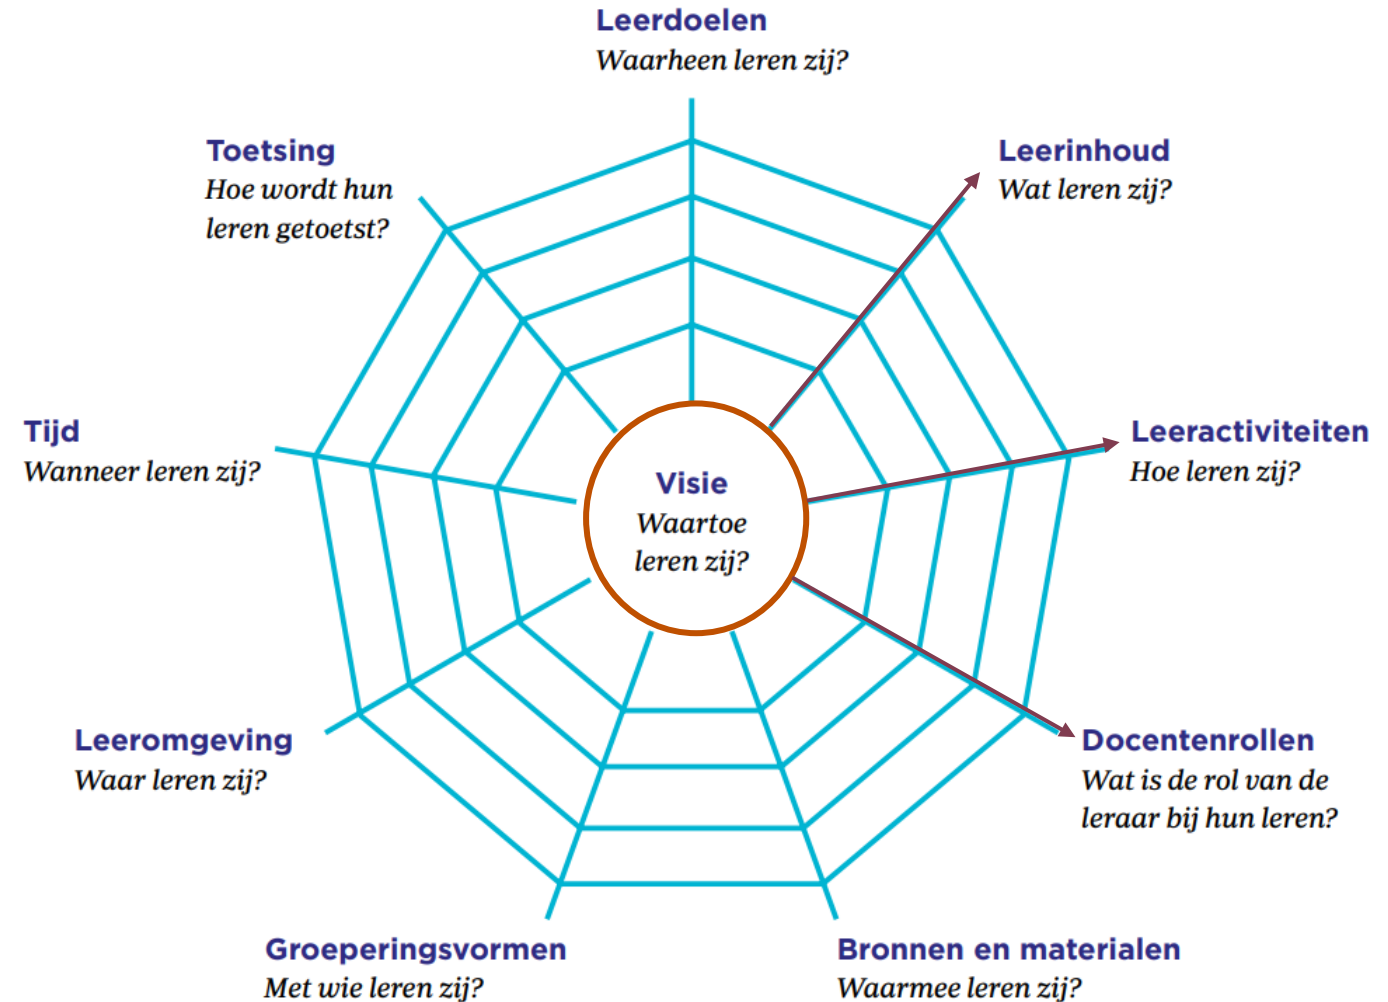 Leerdoelen
Waarheen leren zij?
Leerinhoud
Wat leren zij?
Leeractiviteiten
Hoe leren zij?
Docentenrollen
Wat is de rol van de
leraar bij hun leren?
Bronnen en materialen
Waarmee leren zij?
Groeperingsvormen
Met wie leren zij?
Leeromgeving
Waar leren zij?
Tijd
Wanneer leren zij?
Toetsing
Hoe wordt hun
leren getoetst?
Visie
Waartoe
leren zij?